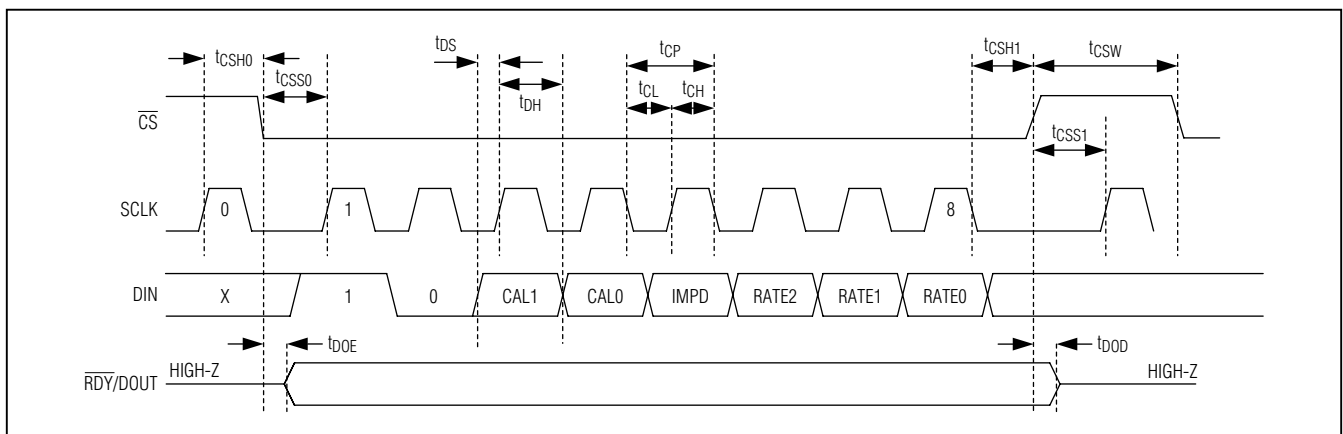 tCSH0 tDS tCP tCSH1 tCSW
tCSS0 tDH tCL tCH
CS tCSS1
SCLK 0 1 8
DIN X 1 0 CAL1 CAL0 IMPD RATE2 RATE1 RATE0
tDOE tDOD
RDY/DOUT HIGH-Z HIGH-Z